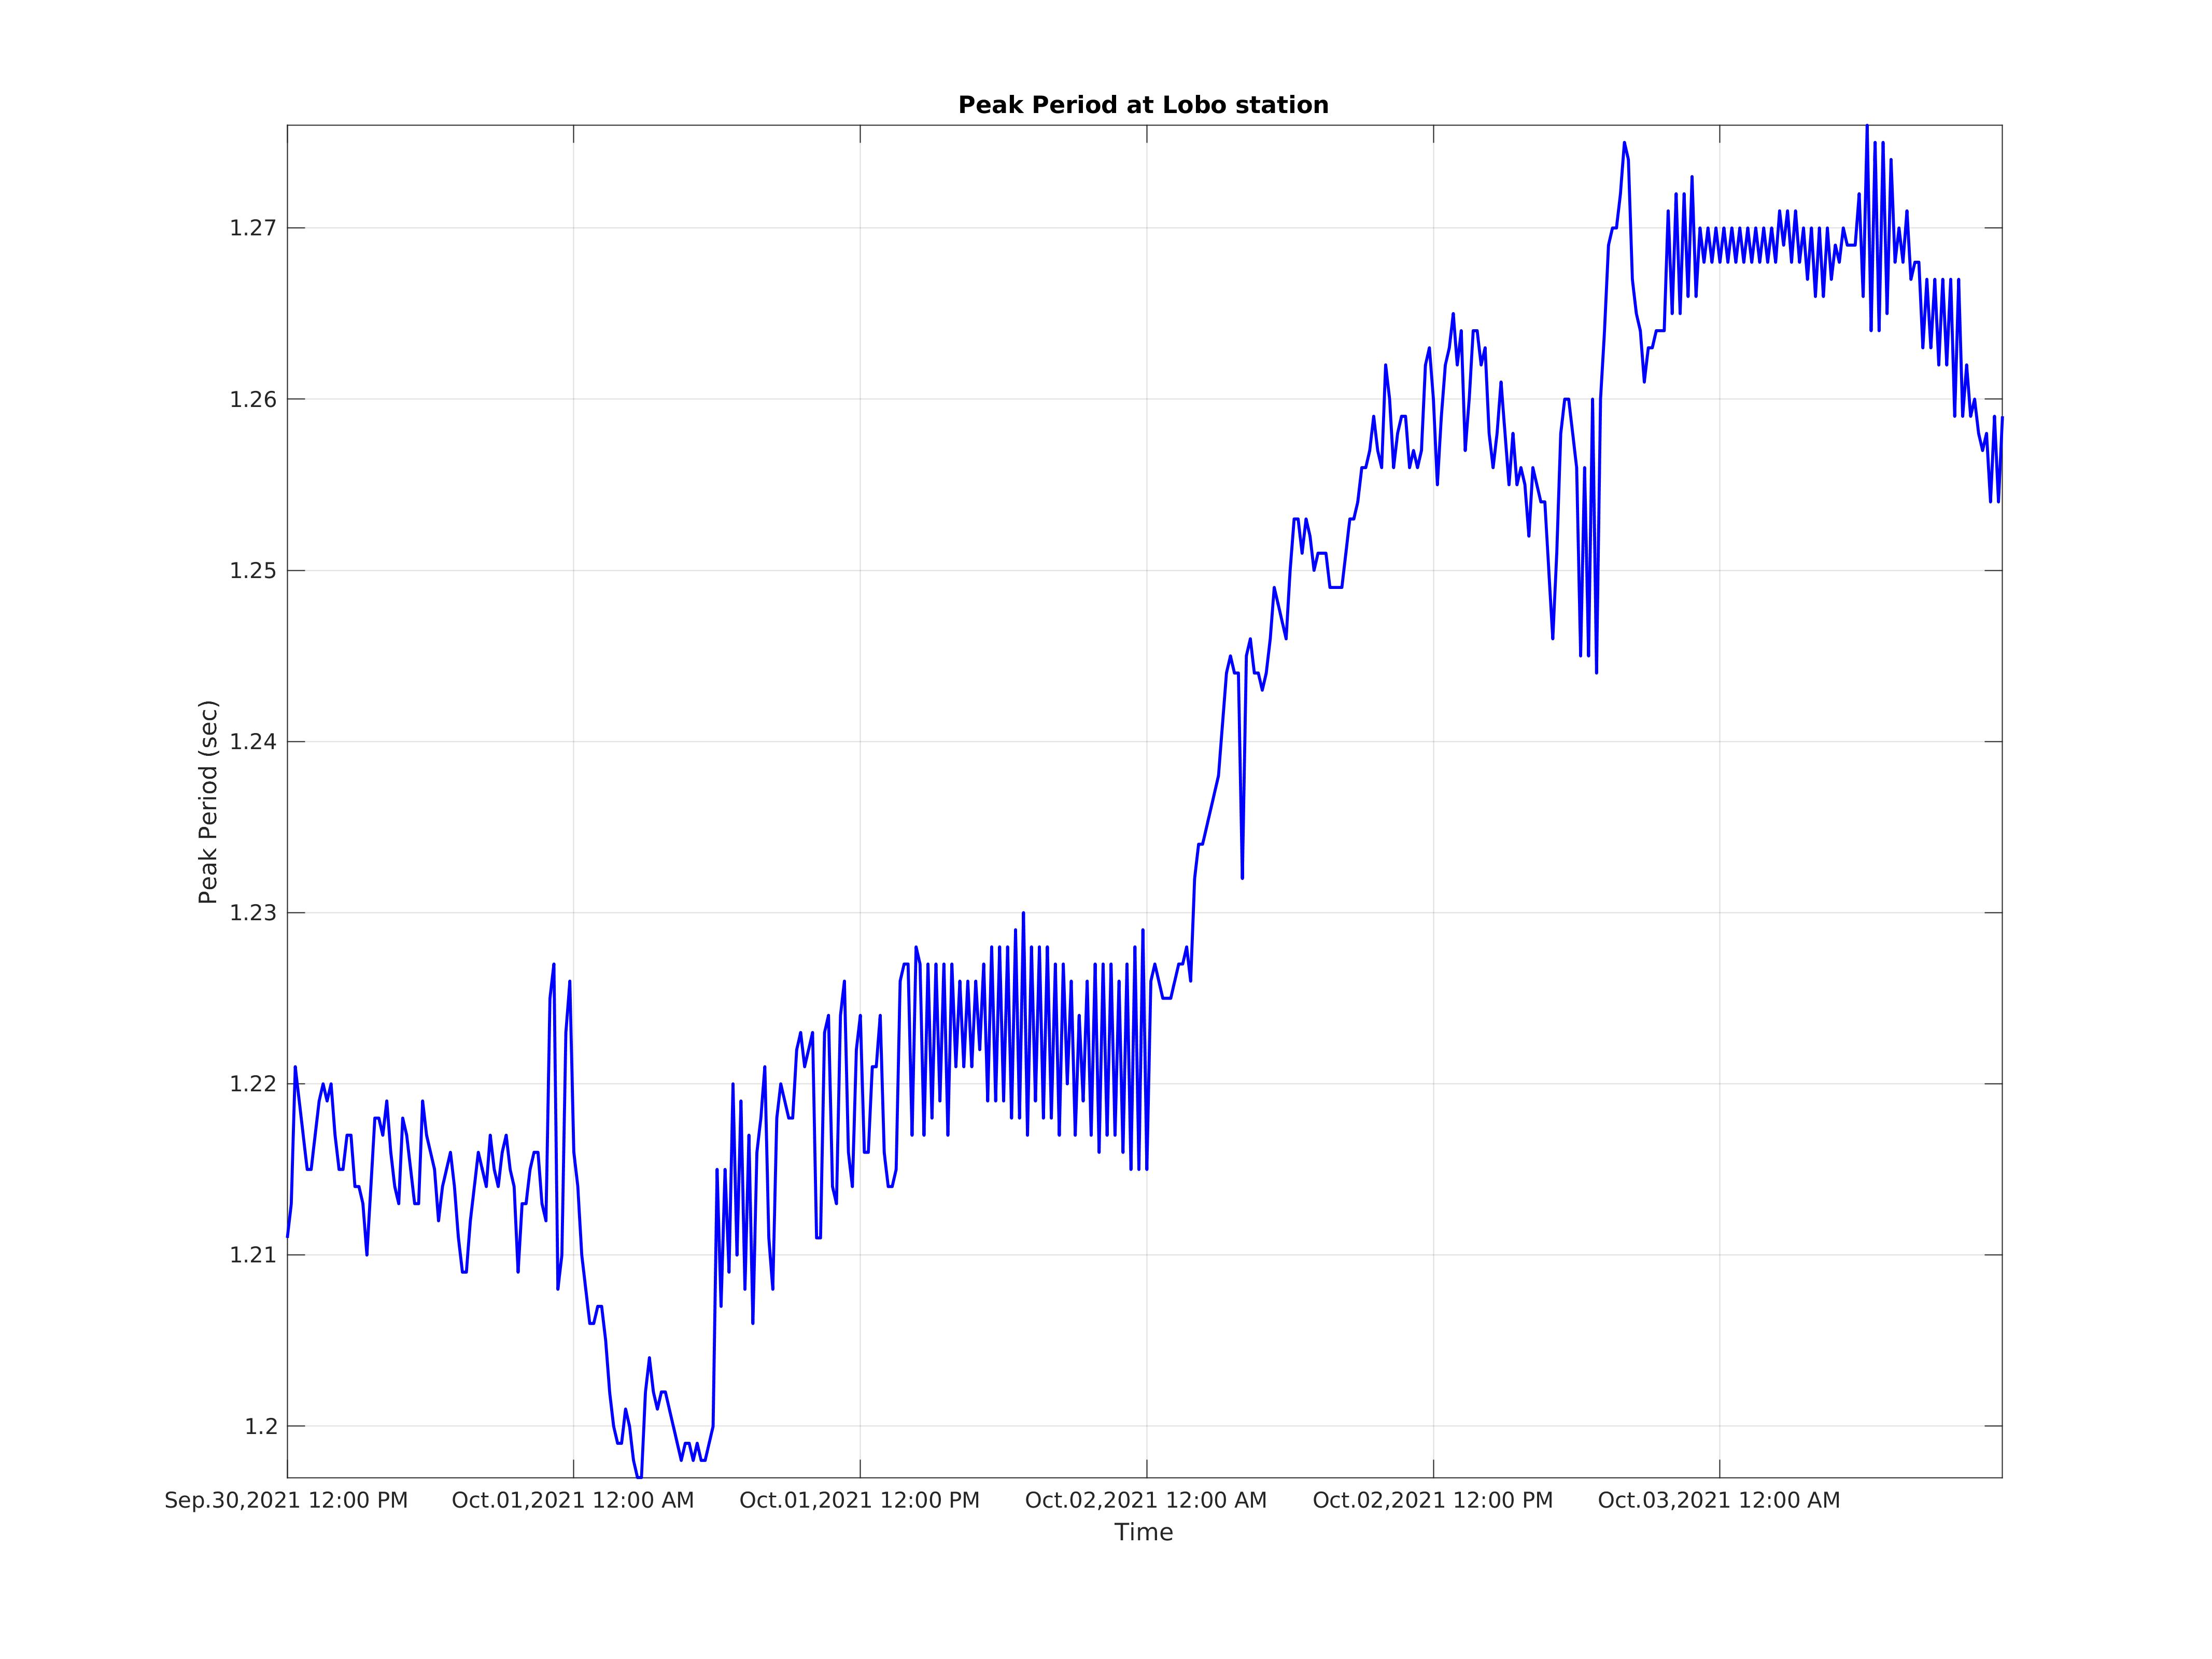 Peak Period at Lobo station
1.27
1.26
1.25
1.24
1.23
1.22
1.21
1.2
Peak Period (sec)
Sep.30,2021 12:00 PM
Oct.01,2021 12:00 AM
Oct.01,2021 12:00 PM
Oct.02,2021 12:00 AM
Oct.02,2021 12:00 PM
Oct.03,2021 12:00 AM
Time